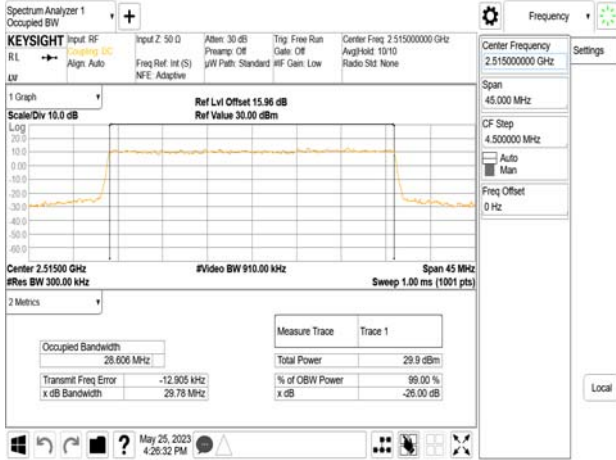 Spectrum Analyzer 1
Occupied BW
Frequency
KEYSIGHT
RL
Input: RF
Coupling: DC
Align: Auto
Input Z: 50 Ω
Freq Ref: Int (S)
NFE: Adaptive
Atten: 30 dB
Preamp: Off
µW Path: Standard
Trig: Free Run
Gate: Off
#IF Gain: Low
Center Freq: 2.515000000 GHz
Avg|Hold: 10/10
Radio Std: None
Center Frequency
2.515000000 GHz
Settings
Span
45.000 MHz
CF Step
4.500000 MHz
Auto
Man
Freq Offset
0 Hz
Local
1 Graph
Scale/Div 10.0 dB
Ref Lvl Offset 15.96 dB
Ref Value 30.00 dBm
Log
20.0
10.0
0.00
-10.0
-20.0
-30.0
-40.0
-50.0
-60.0
Center 2.51500 GHz
#Video BW 910.00 kHz
Span 45 MHz
#Res BW 300.00 kHz
Sweep 1.00 ms (1001 pts)
2 Metrics
Measure Trace
Trace 1
Occupied Bandwidth
28.606 MHz
Total Power
29.9 dBm
Transmit Freq Error
-12.905 kHz
% of OBW Power
99.00 %
x dB Bandwidth
29.78 MHz
x dB
-26.00 dB
May 25, 2023
4:26:32 PM